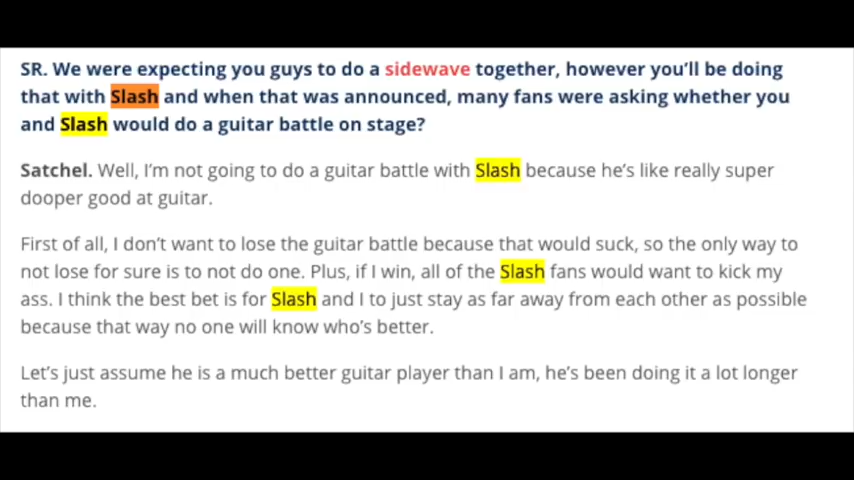 SR. We were expecting you guys to do a sidewave together, however you'll be doing
that with Slash and when that was announced, many fans were asking whether you
and Slash would do a guitar battle on stage?
Satchel. Well, I'm not going to do a guitar battle with Slash because he's like really super
dooper good at guitar.
First of all, I don't want to lose the guitar battle because that would suck, so the only way to
not lose for sure is to not do one. Plus, if I win, all of the Slash fans would want to kick my
ass. I think the best bet is for Slash and I to just stay as far away from each other as possible
because that way no one will know who's better.
Let's just assume he is a much better guitar player than I am, he's been doing it a lot longer
than me.